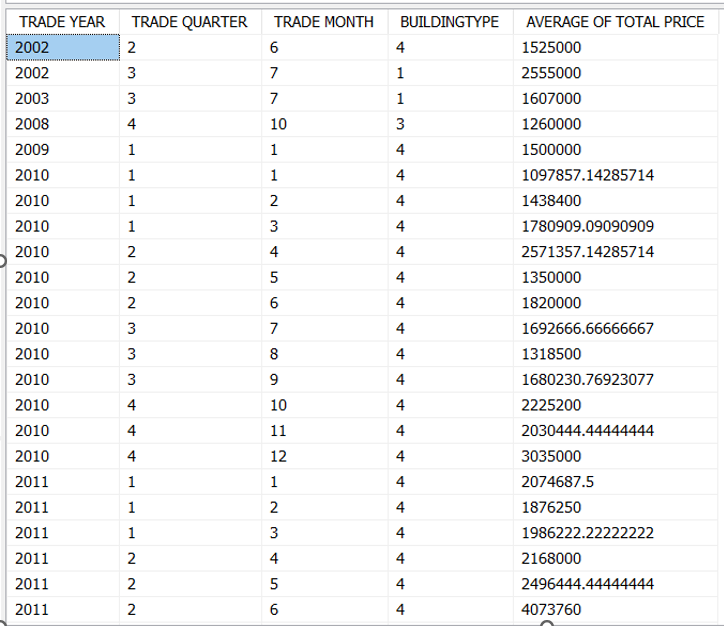 TRADE YEAR TRADE QUARTER TRADE MONTH BUILDINGTYPE AVERAGE OF TOTAL PRICE
2002 2 6 4 1525000
2002 3 7 1 2555000
2003 3 7 1 1607000
2008 4 10 3 1260000
2009 1 1 4 1500000
2010 1 1 4 1097857.14285714
2010 1 2 4 1438400
2010 1 3 4 1780909.09090909
2010 2 4 4 2571357.14285714
2010 2 5 4 1350000
2010 2 6 4 1820000
2010 3 7 4 1692666.66666667
2010 3 8 4 1318500
2010 3 9 4 1680230.76923077
2010 4 10 4 2225200
2010 4 11 4 2030444.44444444
2010 4 12 4 3035000
2011 1 1 4 2074687.5
2011 1 2 4 1876250
2011 1 3 4 1986222.22222222
2011 2 4 4 2168000
2011 2 5 4 2496444.44444444
2011 2 6 4 4073760